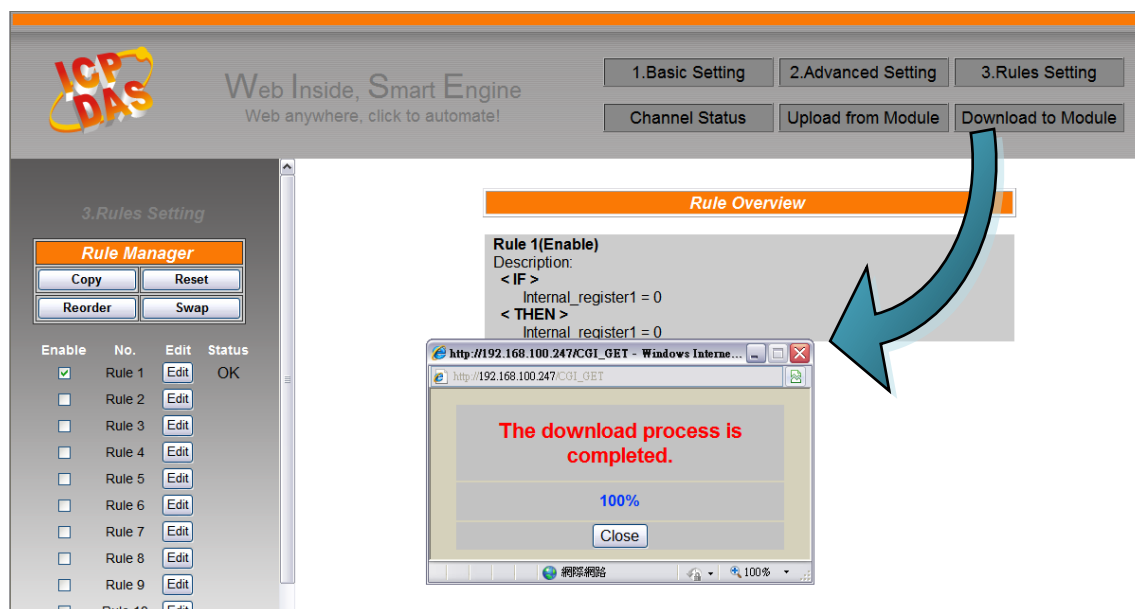 ICP
DAS
Web Inside, Smart Engine
Web anywhere, click to automate!
1.Basic Setting
2.Advanced Setting
3.Rules Setting
Channel Status
Upload from Module
Download to Module
3.Rules Setting
Rule Manager
Copy
Reset
Reorder
Swap
Enable No. Edit Status
Rule 1 Edit OK
Rule 2 Edit
Rule 3 Edit
Rule 4 Edit
Rule 5 Edit
Rule 6 Edit
Rule 7 Edit
Rule 8 Edit
Rule 9 Edit
Rule 10 Edit
Rule Overview
Rule 1(Enable)
Description:
< IF >
Internal_register1 = 0
< THEN >
Internal_register1 = 0
http://192.168.100.247/CGI_GET - Windows Interne...
http://192.168.100.247/CGI_GET
The download process is
completed.
100%
Close
網際網路
100%